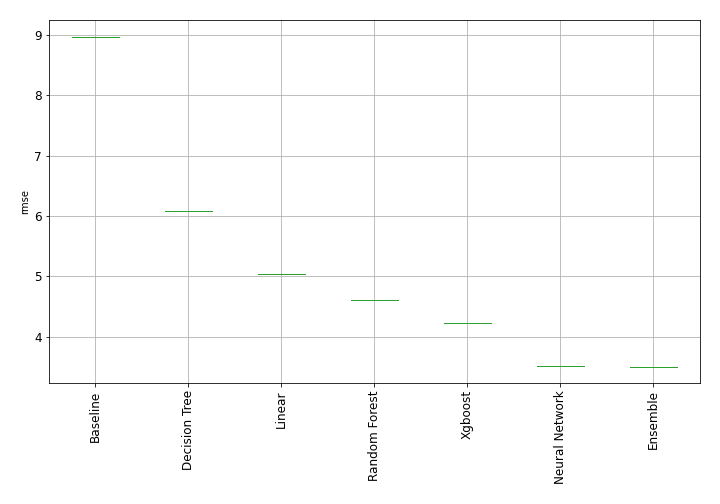 9
8
7
6
5
4
rmse
Baseline
Decision Tree
Linear
Random Forest
Xgboost
Neural Network
Ensemble